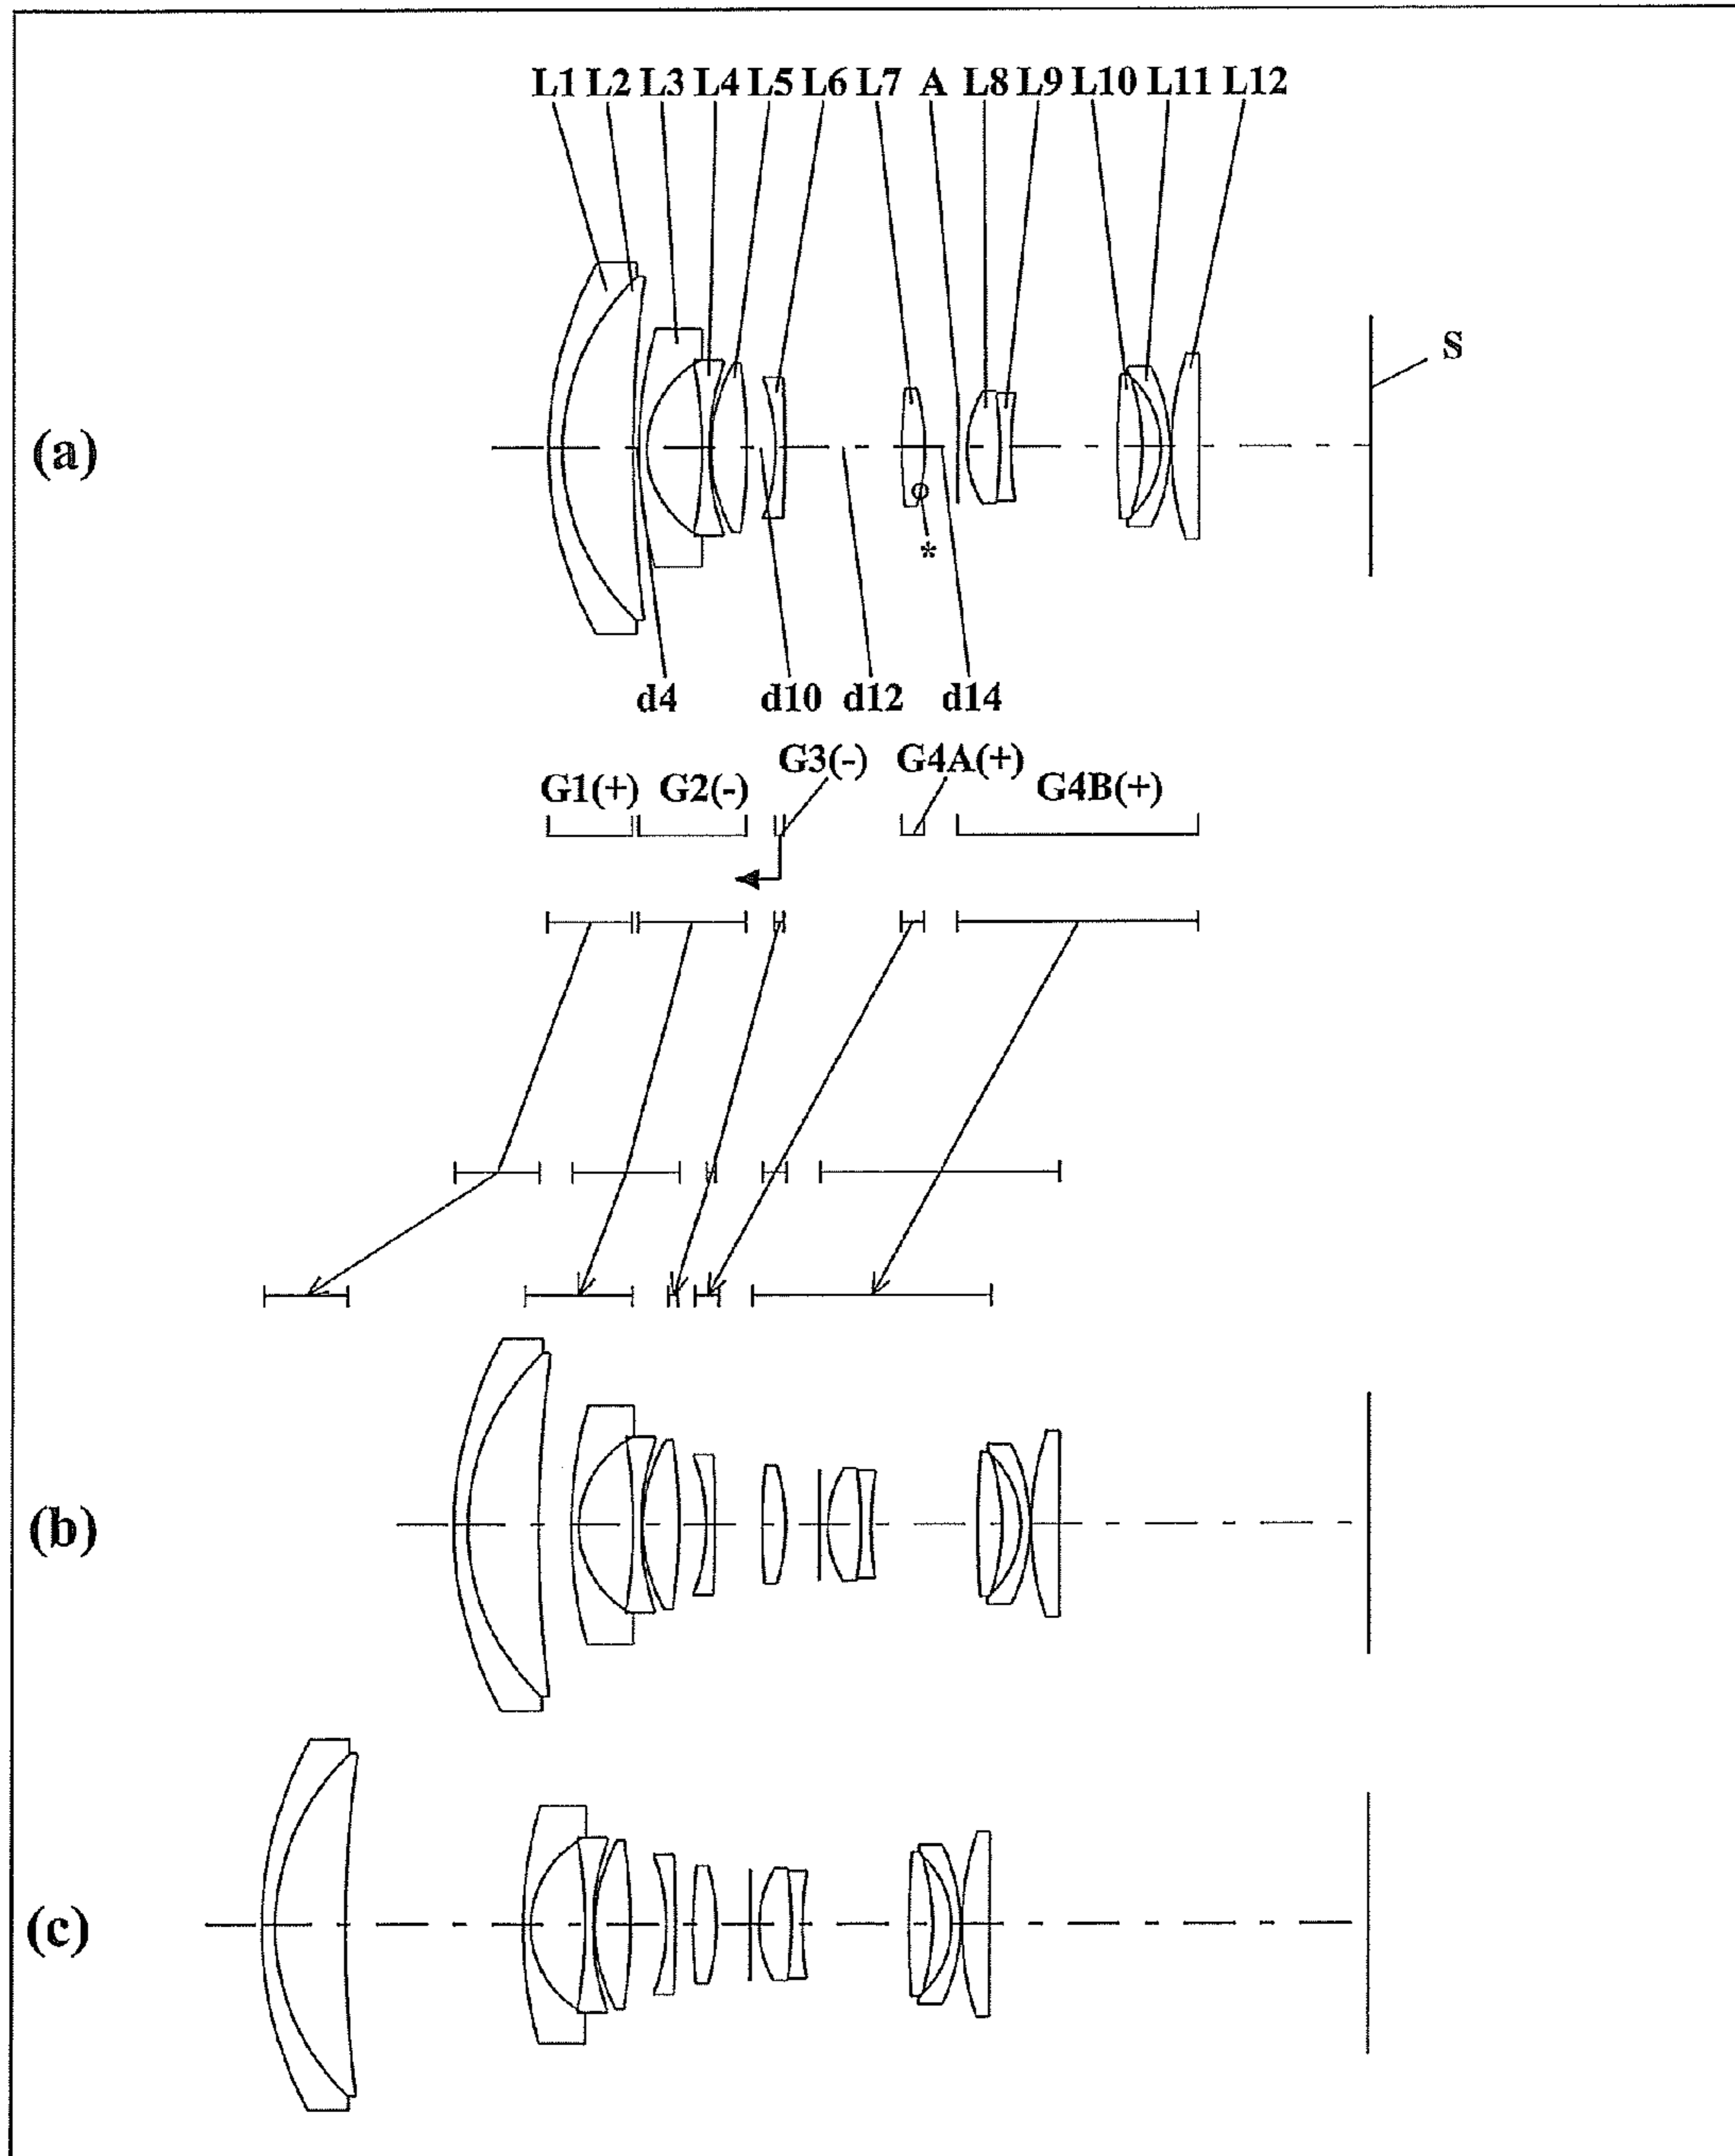 L1 L2 L3 L4 L5 L6 L7 A L8 L9 L10 L11 L12
S
(a)
*
d4 d10 d12 d14
G1(+) G2(-) G3(-) G4A(+) G4B(+)
(b)
(c)